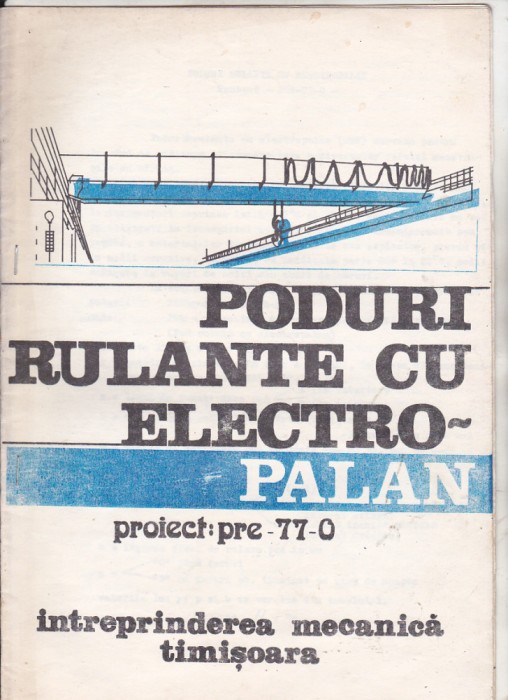 PODURI
RULANTE CU
ELECTRO~
PALAN
proiect: pre-77-0
intreprinderea mecanică
timişoara